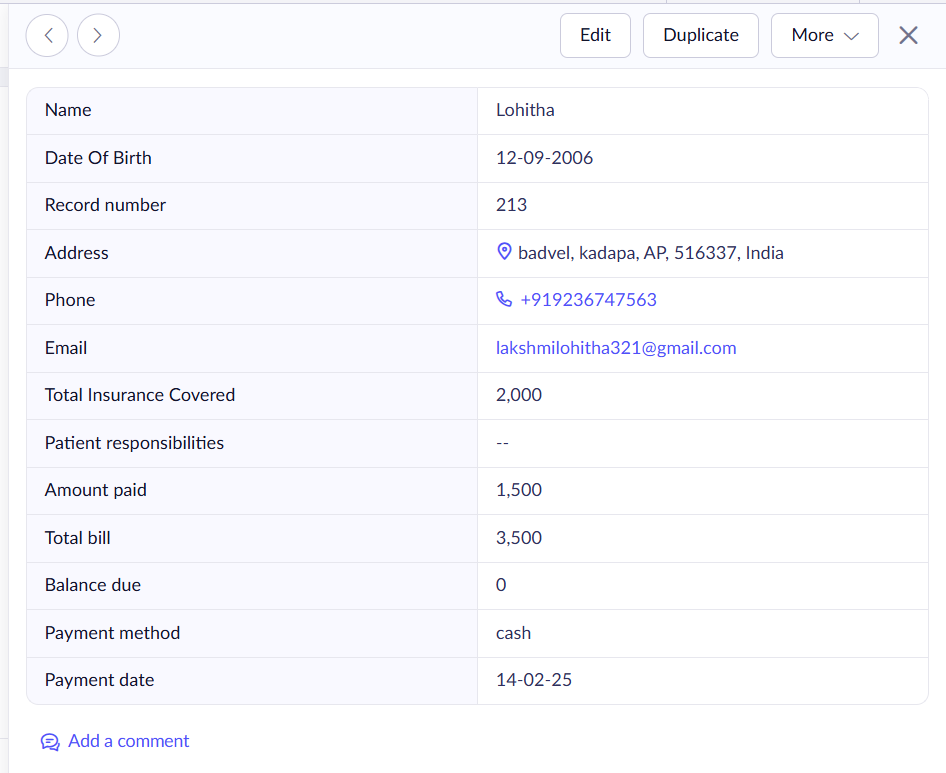 Edit Duplicate More
Name Lohitha
Date Of Birth 12-09-2006
Record number 213
Address badvel, kadapa, AP, 516337, India
Phone +919236747563
Email lakshmilohitha321@gmail.com
Total Insurance Covered 2,000
Patient responsibilities --
Amount paid 1,500
Total bill 3,500
Balance due 0
Payment method cash
Payment date 14-02-25
Add a comment